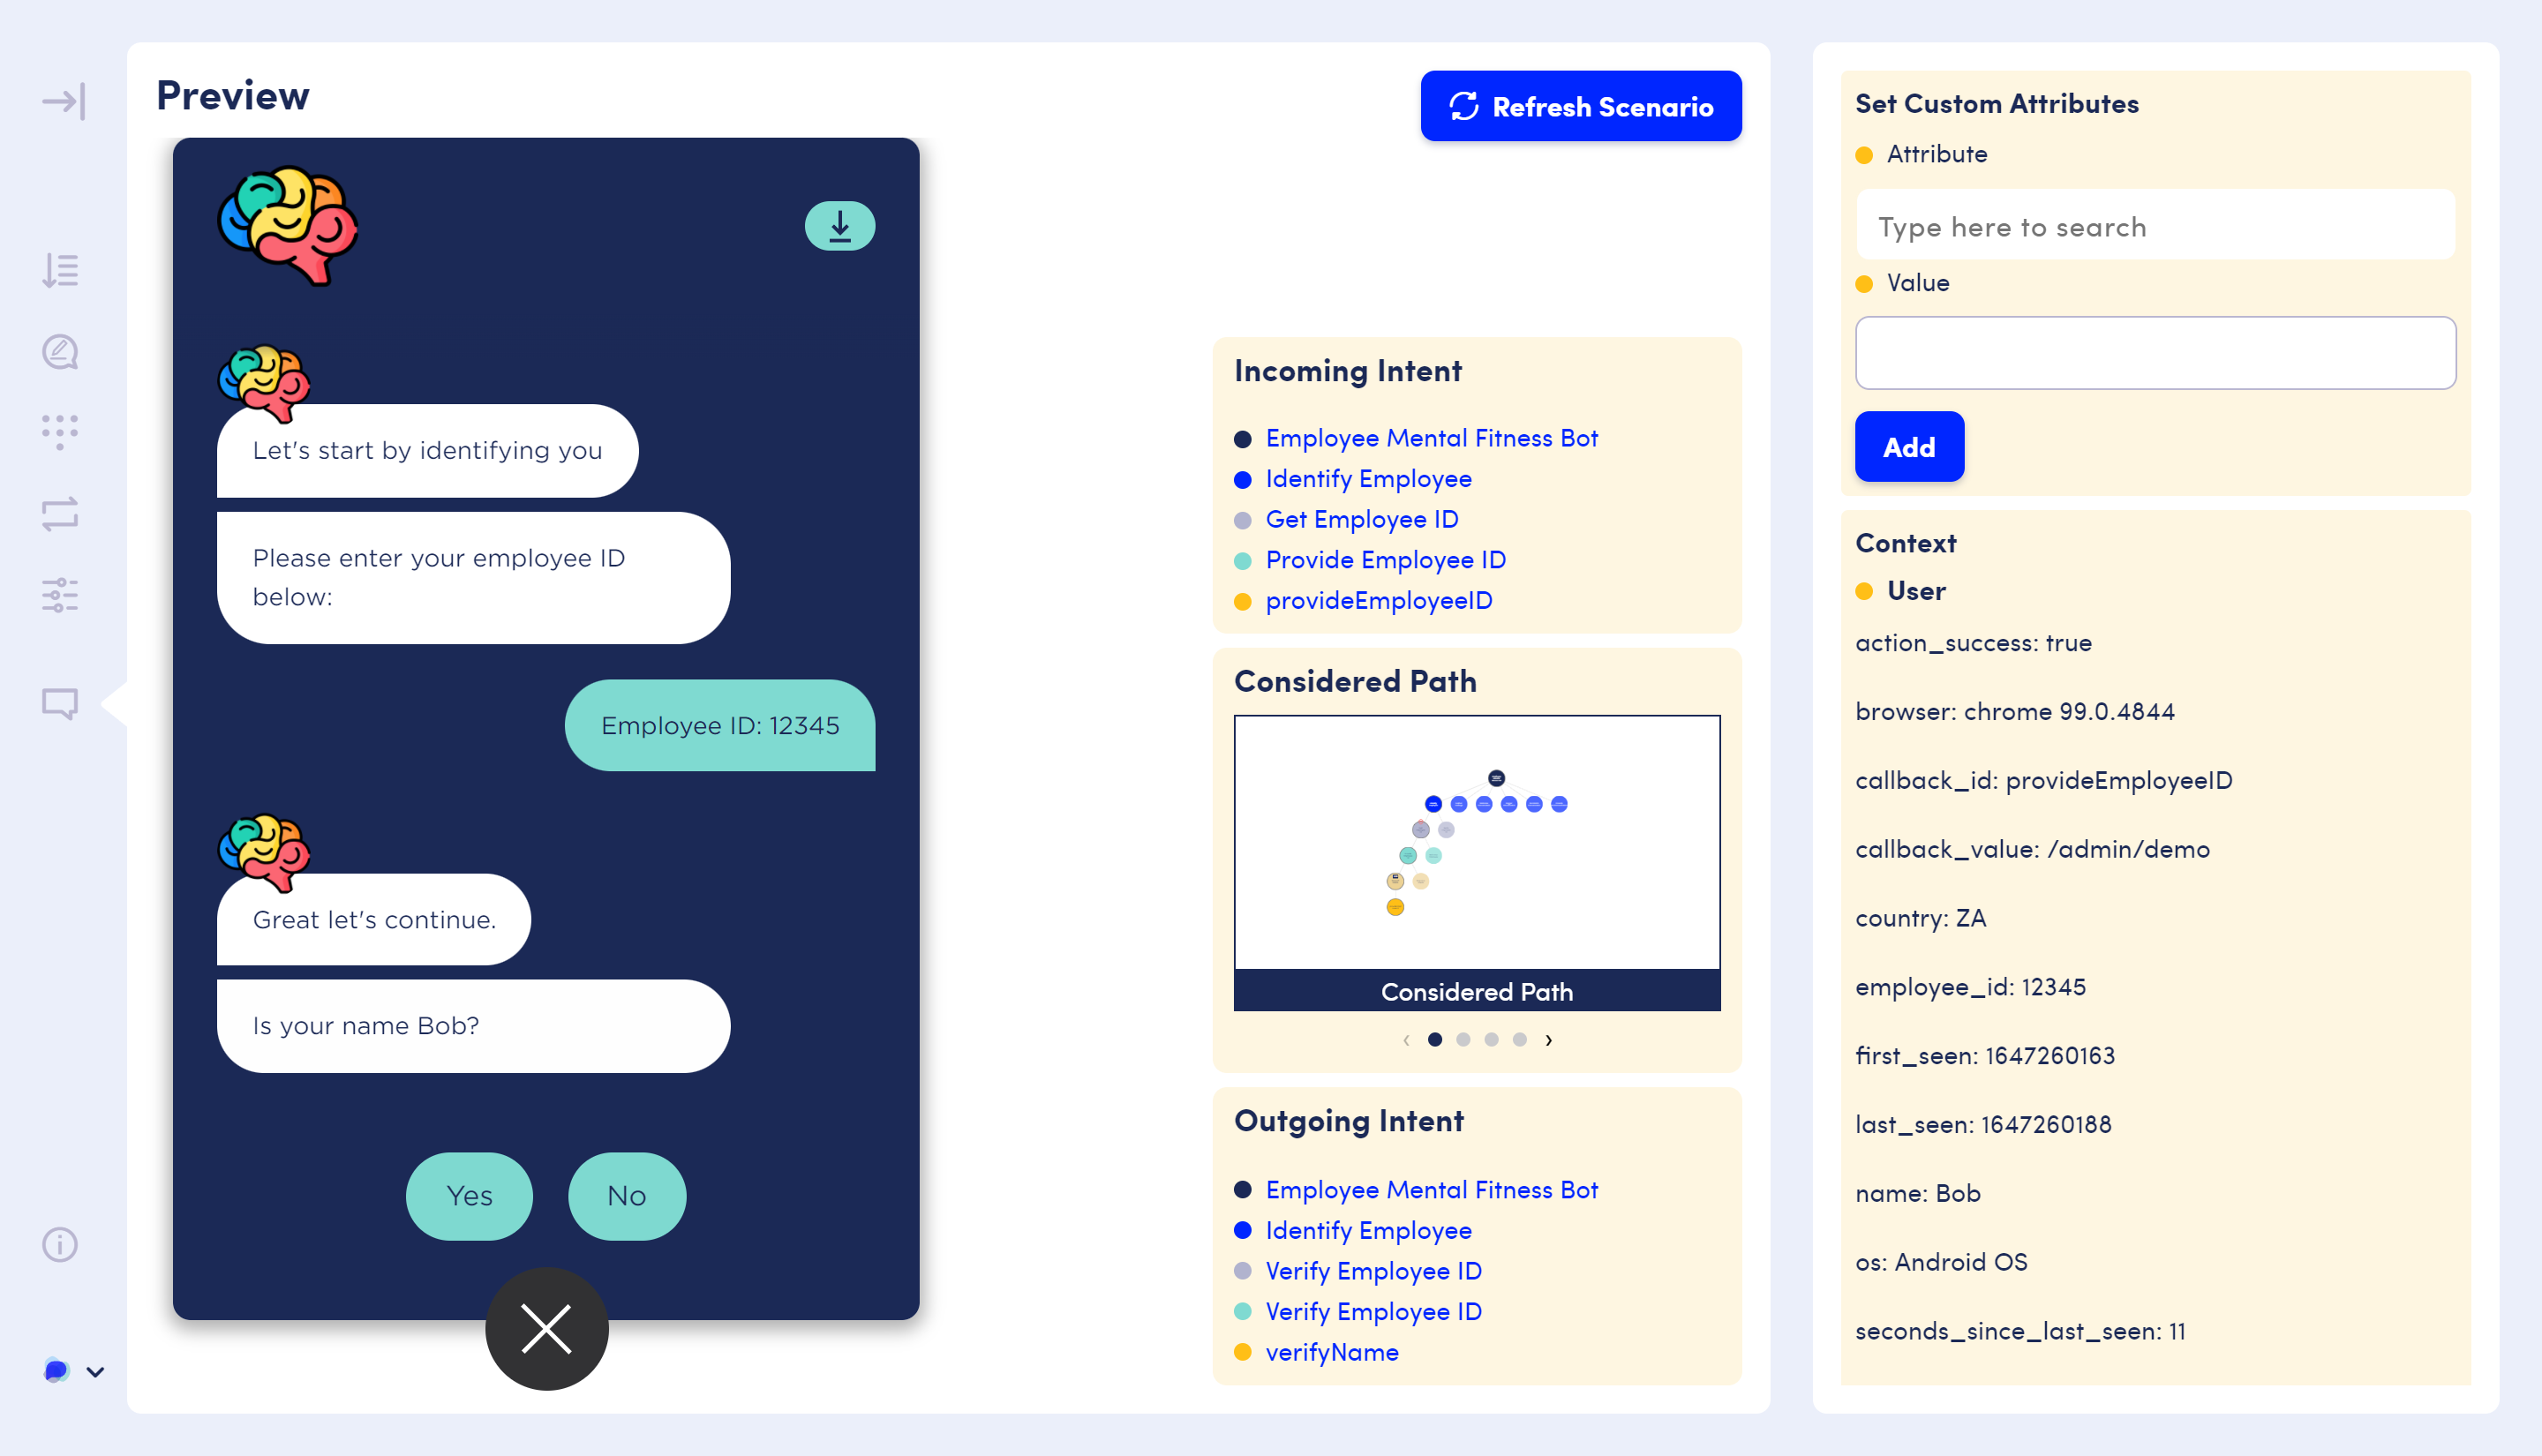 Preview
Refresh Scenario
Let's start by identifying you
Please enter your employee ID
below:
Employee ID: 12345
Great let's continue.
Is your name Bob?
Yes
No
Incoming Intent
Employee Mental Fitness Bot
Identify Employee
Get Employee ID
Provide Employee ID
provideEmployeeID
Considered Path
Considered Path
Outgoing Intent
Employee Mental Fitness Bot
Identify Employee
Verify Employee ID
Verify Employee ID
verifyName
Set Custom Attributes
Attribute
Type here to search
Value
Add
Context
User
action_success: true
browser: chrome 99.0.4844
callback_id: provideEmployeeID
callback_value: /admin/demo
country: ZA
employee_id: 12345
first_seen: 1647260163
last_seen: 1647260188
name: Bob
os: Android OS
seconds_since_last_seen: 11